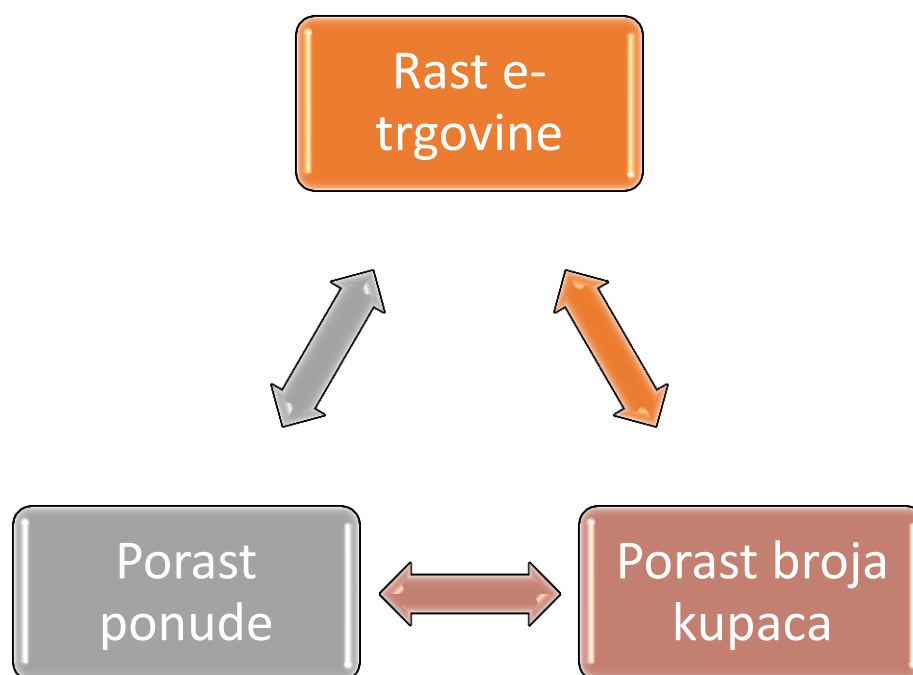 Rast e-
trgovine
Porast
ponude
Porast broja
kupaca